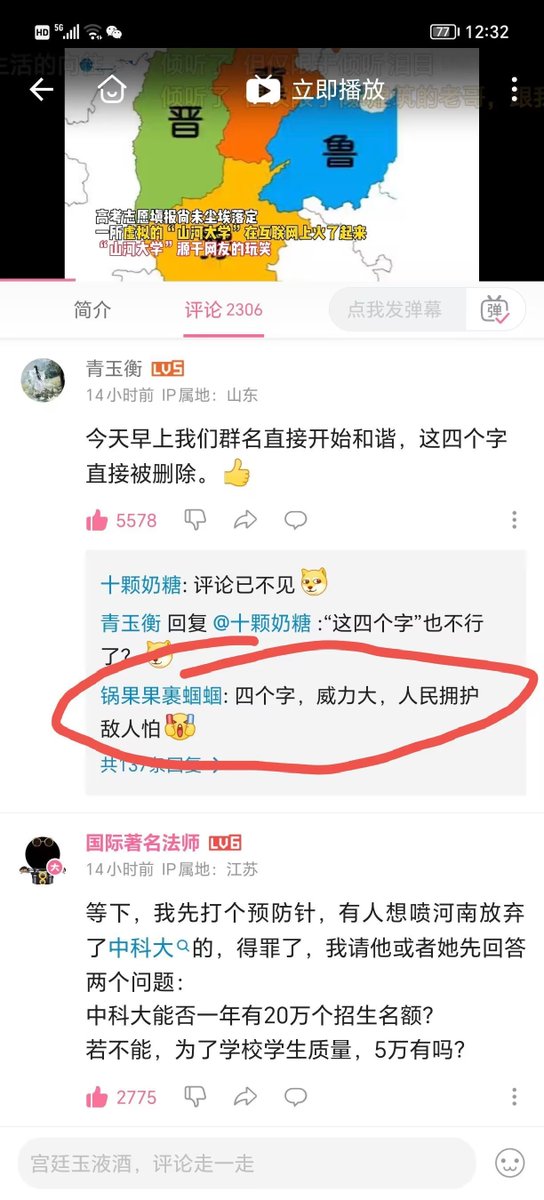 HD 5G 77 12:32
立即播放
晋
鲁
高考志愿填报尚未尘埃落定
一所虚拟的“山河大学”在互联网上火了起来
“山河大学”源于网友的玩笑
简介 评论 2306 点我发弹幕 弹
青玉衡 LV5
14小时前 IP属地：山东
今天早上我们群名直接开始和谐，这四个字
直接被删除。
5578
十颗奶糖: 评论已不见
青玉衡 回复 @十颗奶糖 :“这四个字”也不行
了?
锅果果裹蝈蝈: 四个字，威力大，人民拥护
敌人怕
共137条回复
国际著名法师 LV6
14小时前 IP属地：江苏
大
等下，我先打个预防针，有人想喷河南放弃
了中科大的，得罪了，我请他或者她先回答
两个问题：
中科大能否一年有20万个招生名额？
若不能，为了学校学生质量，5万有吗？
2775
宫廷玉液酒，评论走一走